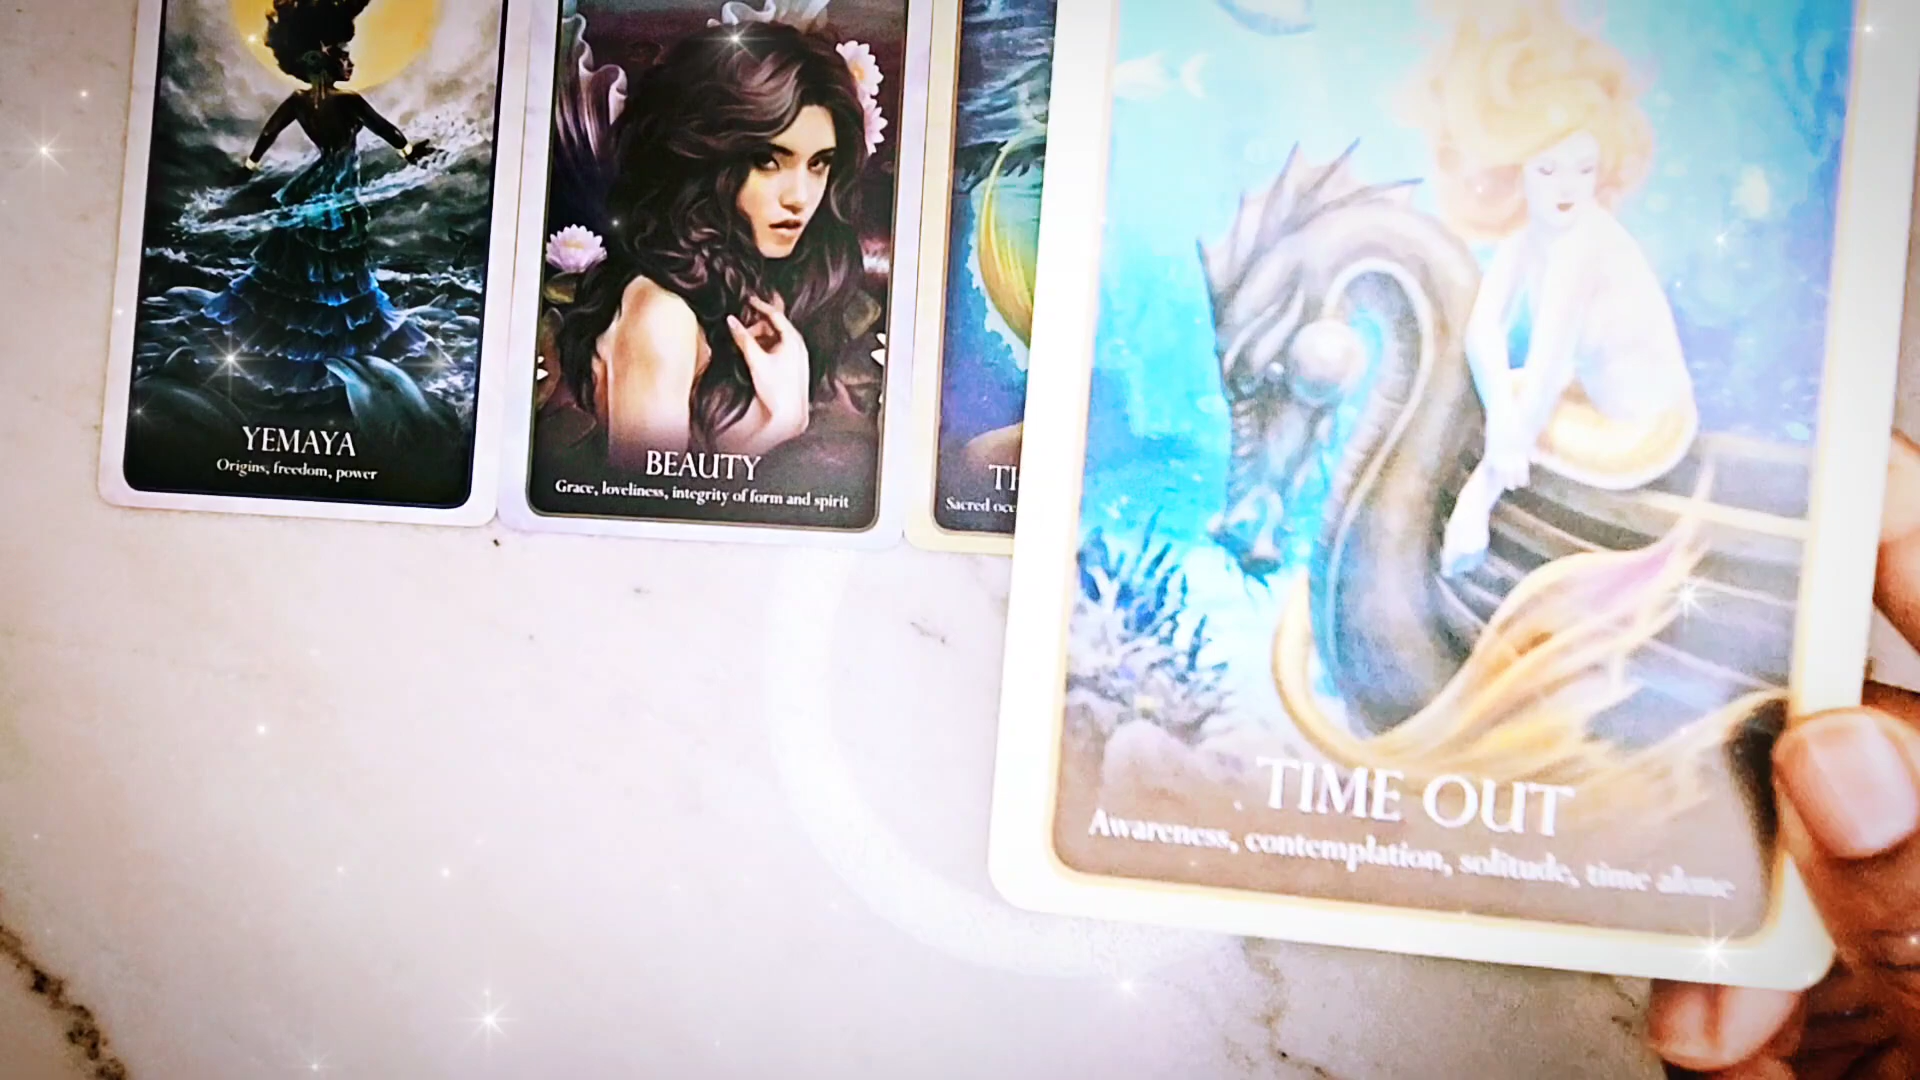 YEMAYA
Origins, freedom, power
BEAUTY
Grace, loveliness, integrity of form and spirit
Sacred
TIME OUT
Awareness, contemplation, solitude, time alone